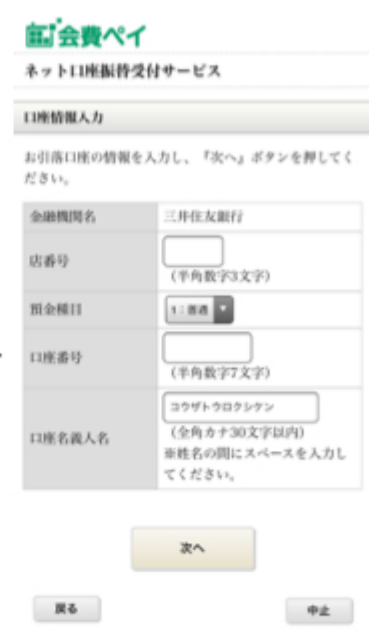 会費ペイ
ネット口座振替受付サービス
口座情報入力
お引落口座の情報を入力し、『次へ』ボタンを押してく
ださい。
金融機関名 三井住友銀行
店番号
(半角数字3文字)
預金種目 1:普通
口座番号
(半角数字7文字)
コウザトウロクシケン
口座名義人名 (全角カナ30文字以内)
※姓名の間にスペースを入力し
てください。
次へ
戻る 中止